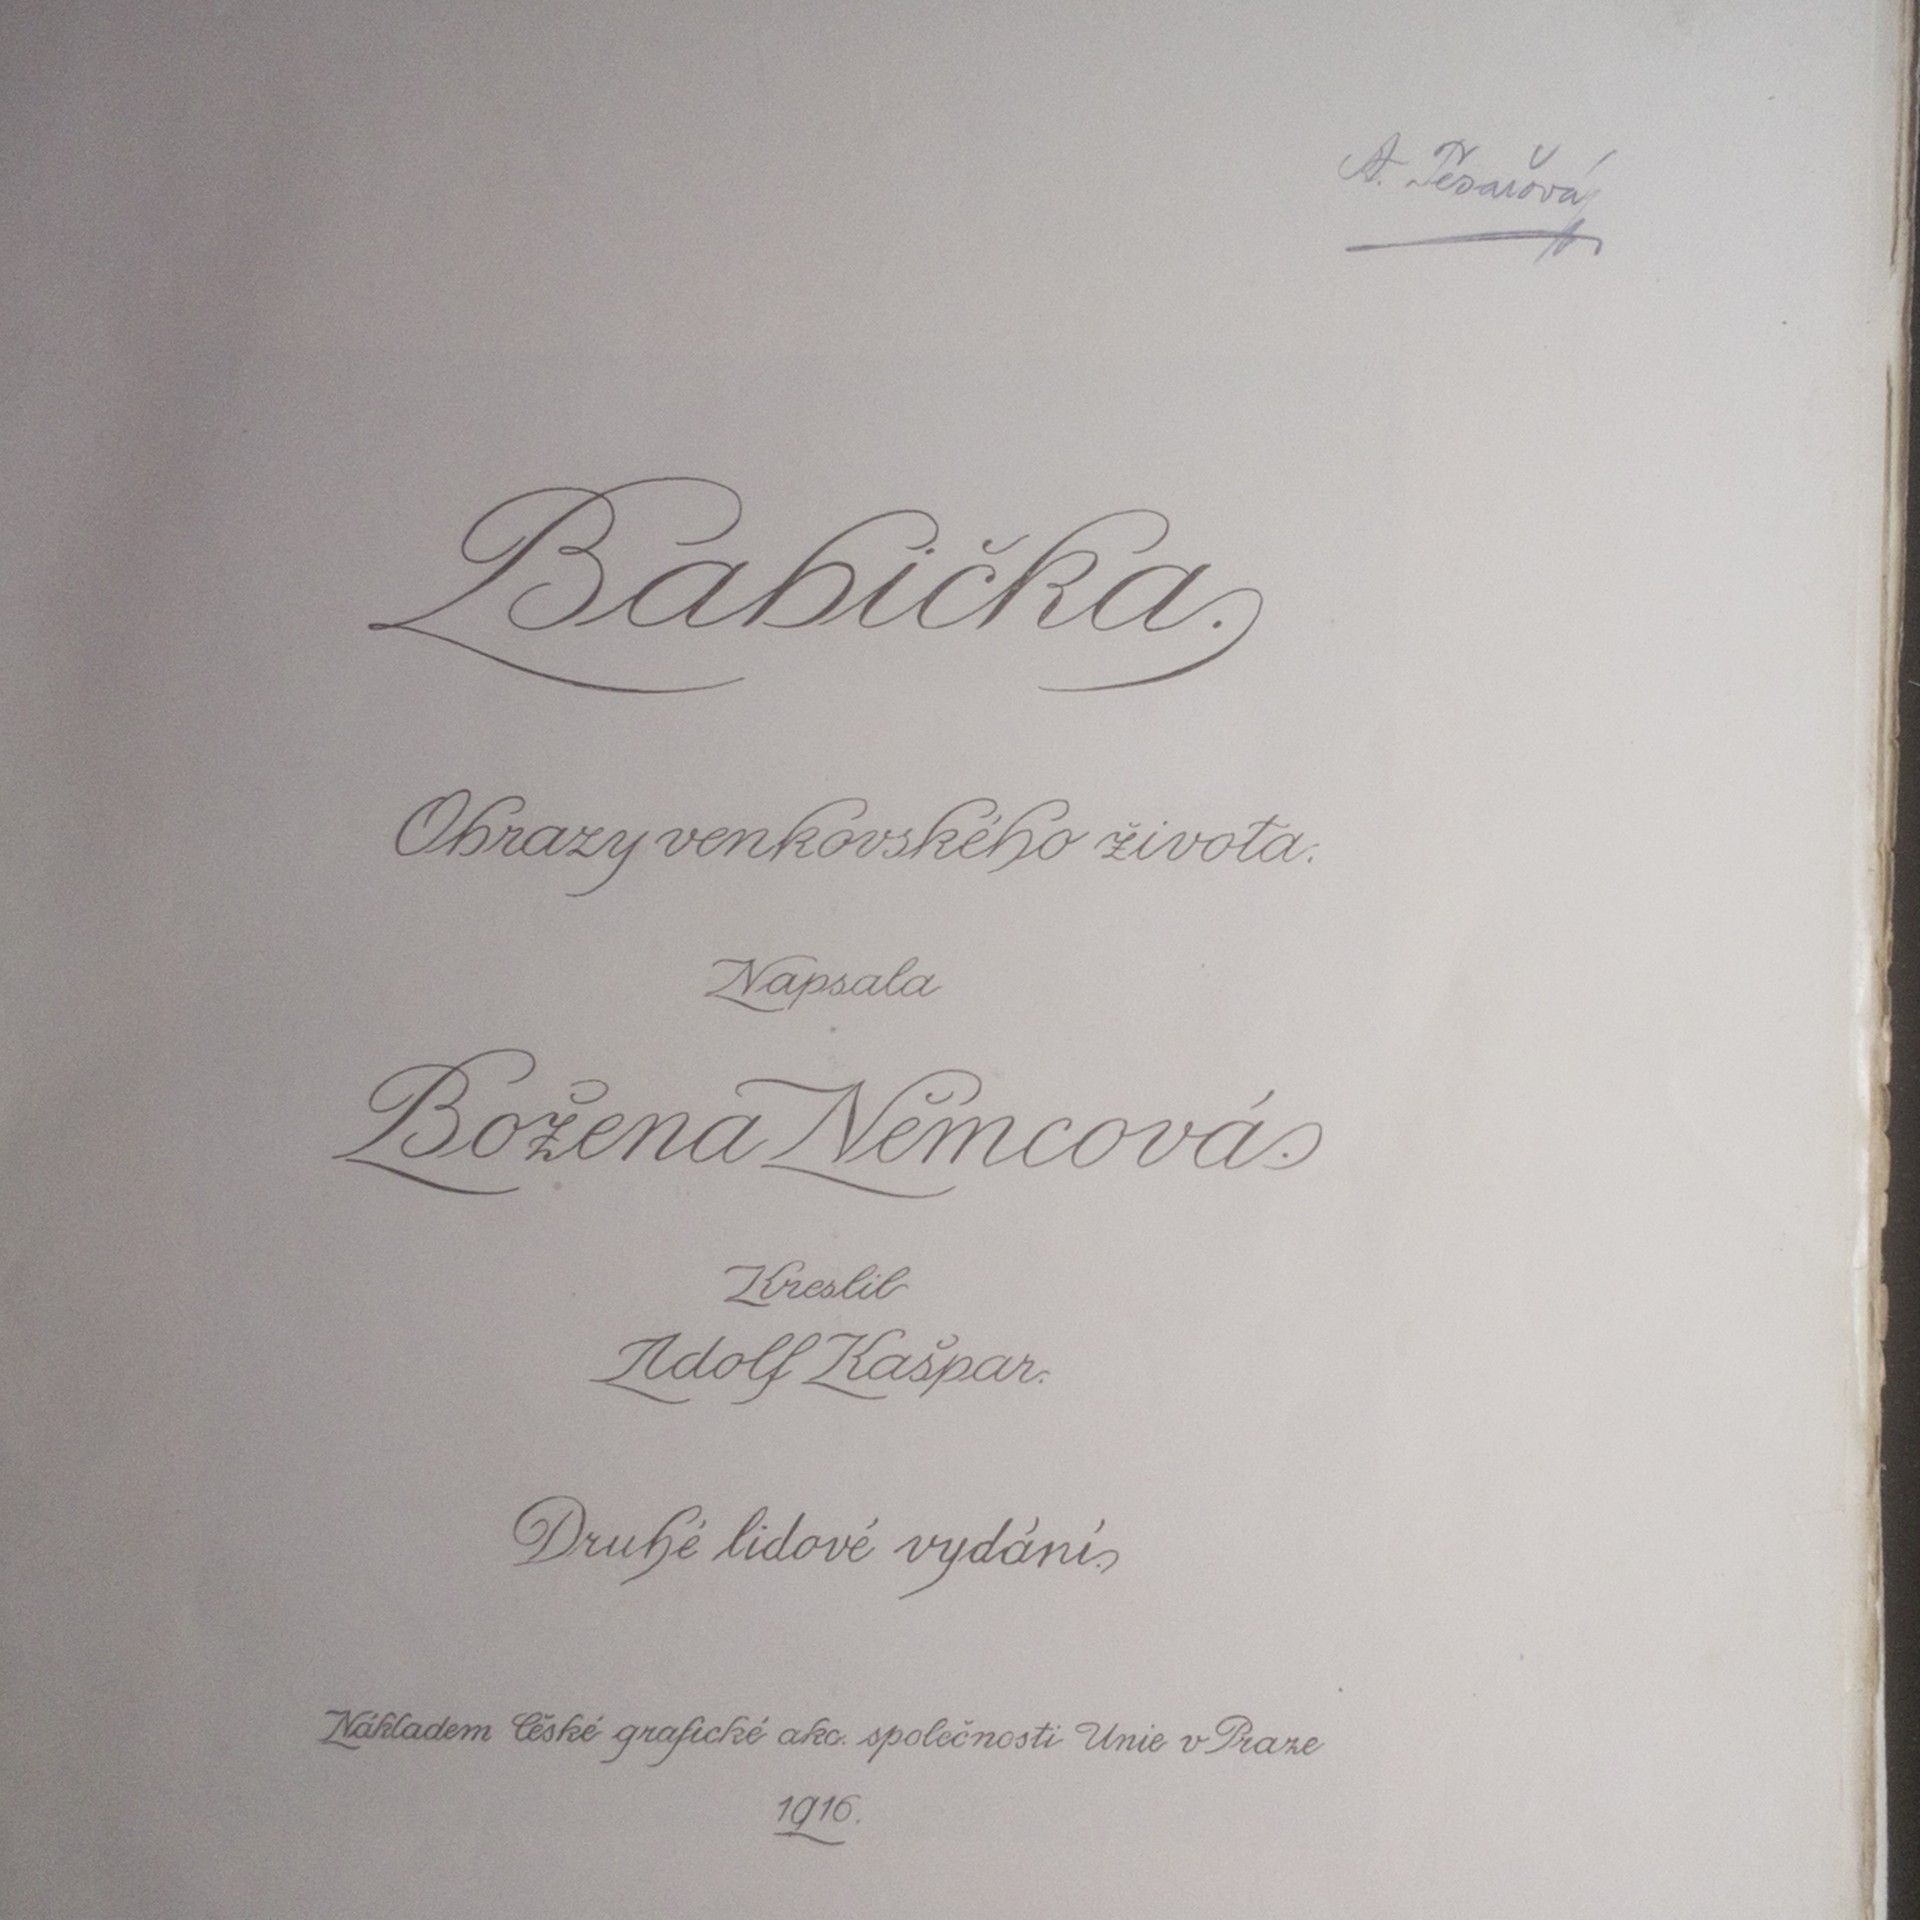 A. Tesařová
Babička.
Obrazy venkovského života.
Napsala
Božena Němcová.
Kreslil
Adolf Kašpar.
Druhé lidové vydání.
Nákladem České grafické akc. společnosti Unie v Praze
1916.